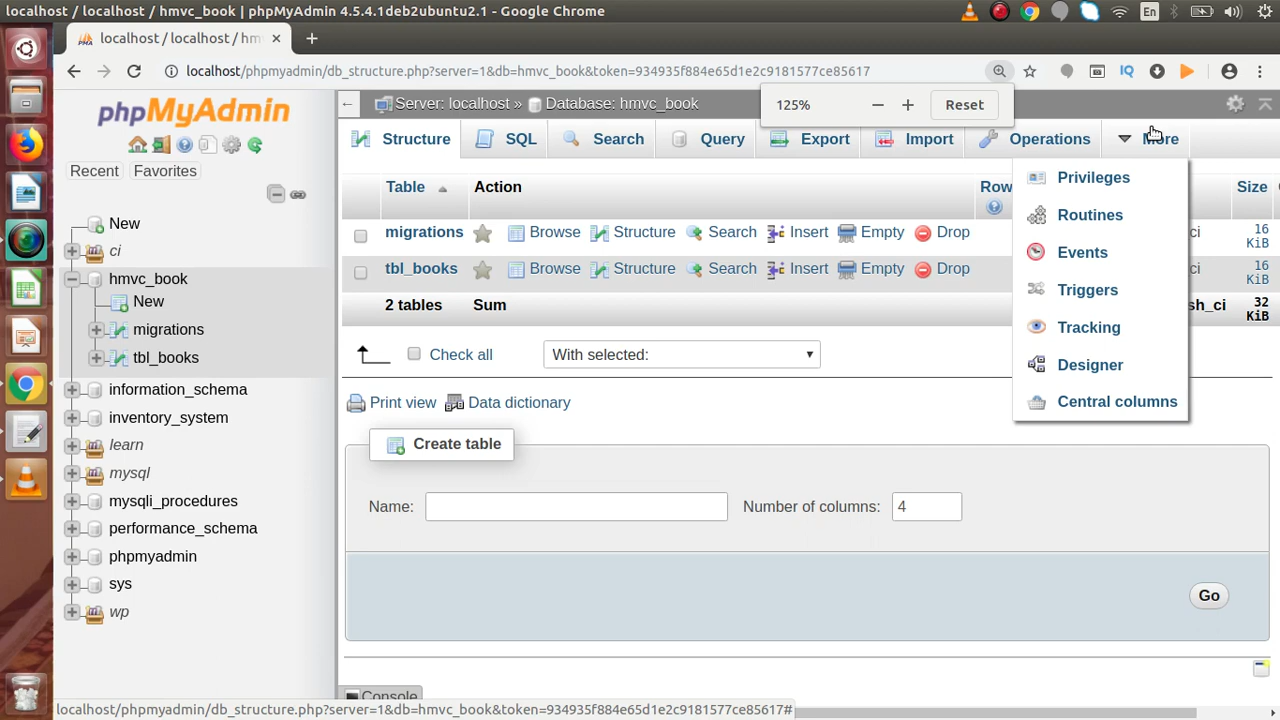 localhost / localhost / hmvc_book | phpMyAdmin 4.5.4.1deb2ubuntu2.1 - Google Chrome
En
PMA localhost / localhost / hm
localhost/phpmyadmin/db_structure.php?server=1&db=hmvc_book&token=934935f884e65d1e2c9181577ce85617
IQ
125%
Reset
phpMyAdmin
Recent
Favorites
New
ci
hmvc_book
New
migrations
tbl_books
information_schema
inventory_system
learn
mysql
mysqli_procedures
performance_schema
phpmyadmin
sys
wp
Server: localhost » Database: hmvc_book
Structure SQL Search Query Export Import Operations More
Privileges
Routines
Events
Triggers
Tracking
Designer
Central columns
Table Action Row Size
migrations Browse Structure Search Insert Empty Drop ci 16 KiB
tbl_books Browse Structure Search Insert Empty Drop ci 16 KiB
2 tables Sum sh_ci 32 KiB
Check all With selected:
Print view Data dictionary
Create table
Name: Number of columns: 4
Go
Console
localhost/phpmyadmin/db_structure.php?server=1&db=hmvc_book&token=934935f884e65d1e2c9181577ce85617#